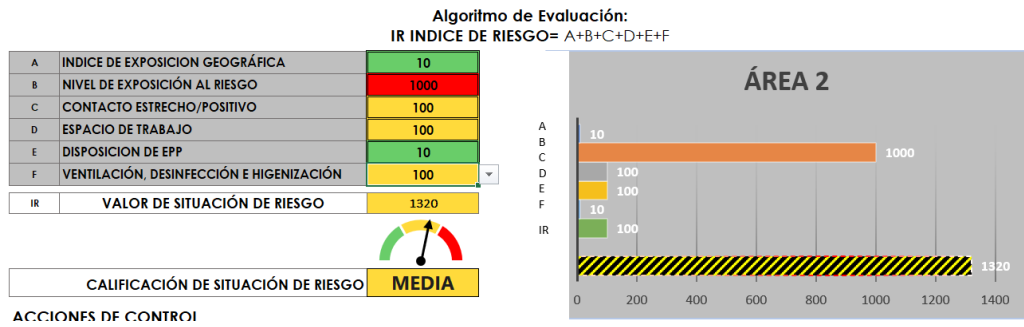 Algoritmo de Evaluación:
IR INDICE DE RIESGO= A+B+C+D+E+F
A INDICE DE EXPOSICION GEOGRÁFICA 10
B NIVEL DE EXPOSICIÓN AL RIESGO 1000
C CONTACTO ESTRECHO/POSITIVO 100
D ESPACIO DE TRABAJO 100
E DISPOSICION DE EPP 10
F VENTILACIÓN, DESINFECCIÓN E HIGENIZACIÓN 100
IR VALOR DE SITUACIÓN DE RIESGO 1320
CALIFICACIÓN DE SITUACIÓN DE RIESGO MEDIA
ACCIONES DE CONTROL
ÁREA 2
A 10
B 1000
C 100
D 100
E 10
F 100
IR 1320
0 200 400 600 800 1000 1200 1400